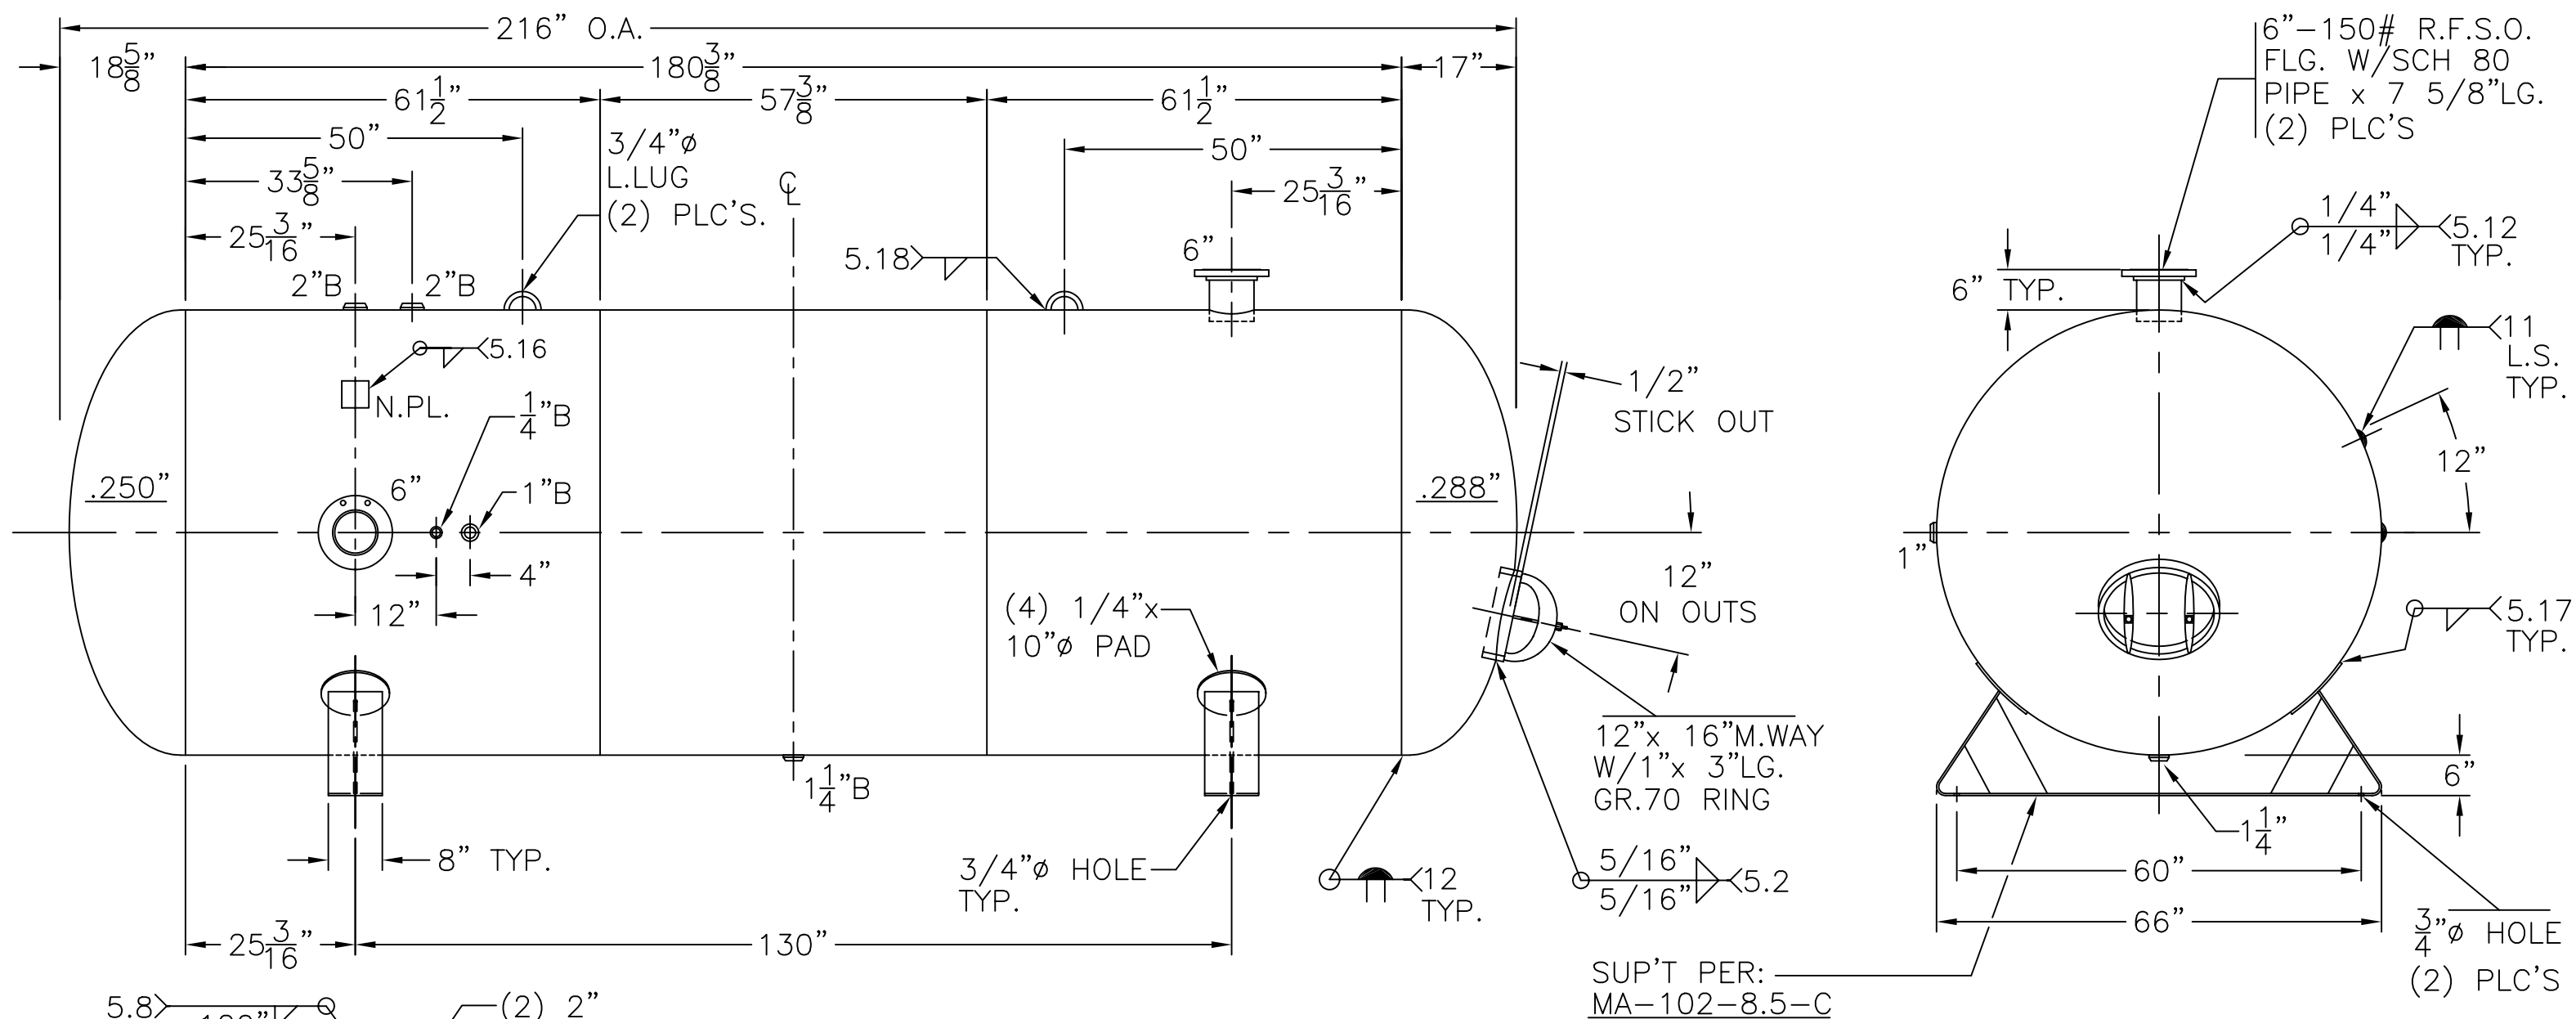 216” O.A.
18 5/8”
180 3/8”
17”
61 1/2”
57 3/8”
61 1/2”
50”
3/4”ø
L.LUG
(2) PLC'S.
50”
33 5/8”
℄
25 3/16”
25 3/16”
2”B
2”B
5.18
6”
5.16
N.PL.
1/4”B
1/2”
STICK OUT
.250”
6”
1”B
.288”
4”
12”
12”
ON OUTS
(4) 1/4”x
10”ø PAD
12”x 16”M.WAY
W/1”x 3”LG.
GR.70 RING
1 1/4”B
8” TYP.
3/4”ø HOLE
TYP.
12
TYP.
5/16”
5/16”
5.2
25 3/16”
130”
SUP'T PER:
MA-102-8.5-C
5.8
(2) 2”
6”-150# R.F.S.O.
FLG. W/SCH 80
PIPE x 7 5/8”LG.
(2) PLC'S
1/4”
1/4”
5.12
TYP.
6” TYP.
11
L.S.
TYP.
12”
1”
5.17
TYP.
6”
1 1/4”
60”
66”
3/4”ø HOLE
(2) PLC'S